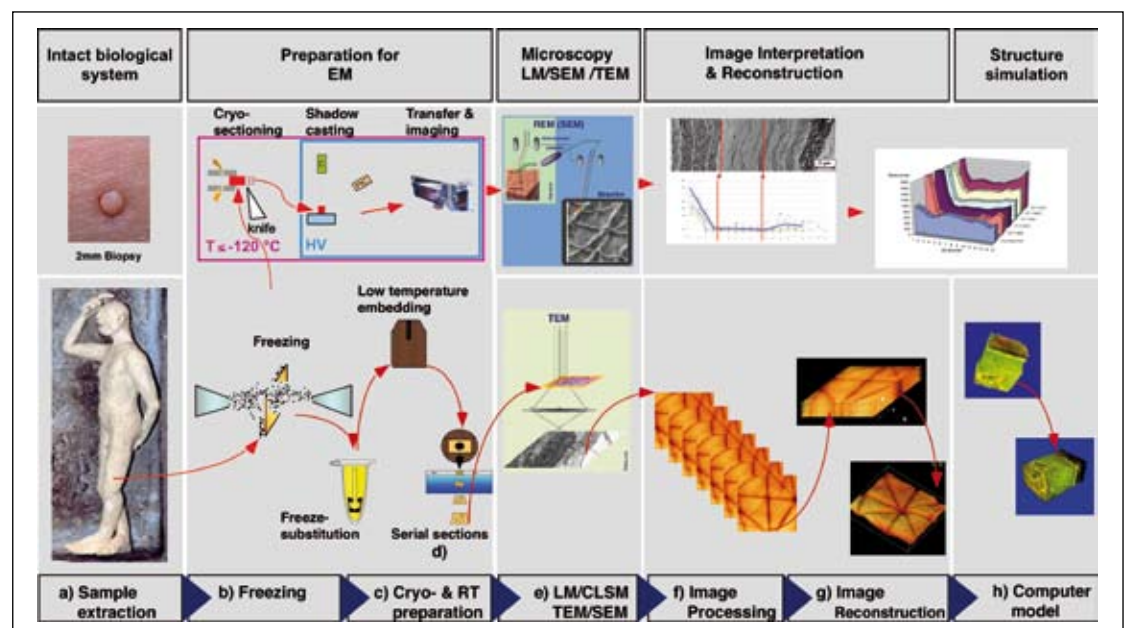 Intact biological
system
Preparation for
EM
Microscopy
LM/SEM /TEM
Image Interpretation
& Reconstruction
Structure
simulation
2mm Biopsy
Cryo-
sectioning
Shadow
casting
Transfer &
imaging
knife
T ≤ -120 °C
HV
REM (SEM)
Low temperature
embedding
Freezing
Freeze-
substitution
Serial sections
d)
TEM
a) Sample
extraction
b) Freezing
c) Cryo- & RT
preparation
e) LM/CLSM
TEM/SEM
f) Image
Processing
g) Image
Reconstruction
h) Computer
model